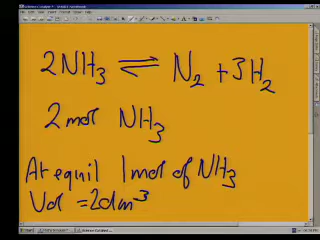 2NH₃ ⇌ N₂ + 3H₂
2 mol NH₃
At equil 1 mol of NH₃
Vol = 2dm³